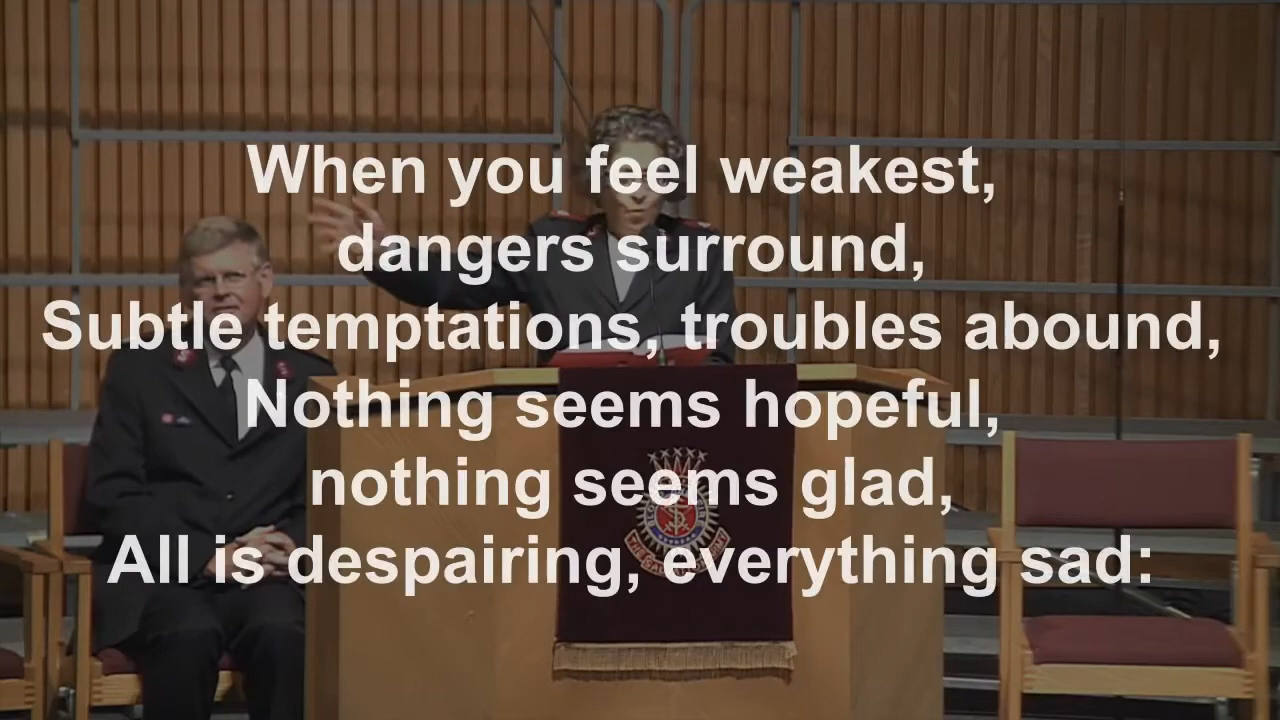 When you feel weakest,
dangers surround,
Subtle temptations, troubles abound,
Nothing seems hopeful,
nothing seems glad,
All is despairing, everything sad: